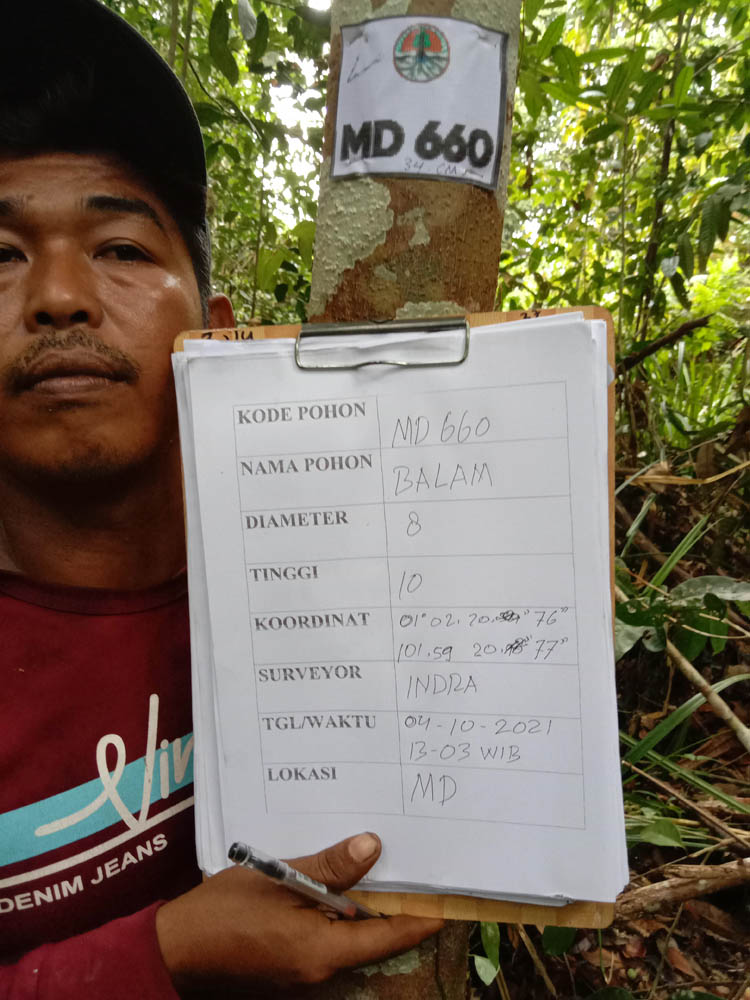 MD 660
34 CM
KODE POHON MD 660
NAMA POHON BALAM
DIAMETER 8
TINGGI 10
KOORDINAT 01° 02. 20. 76"
101.59 20. 77"
SURVEYOR INDRA
TGL/WAKTU 04-10-2021
13-03 WIB
LOKASI MD
DENIM JEANS